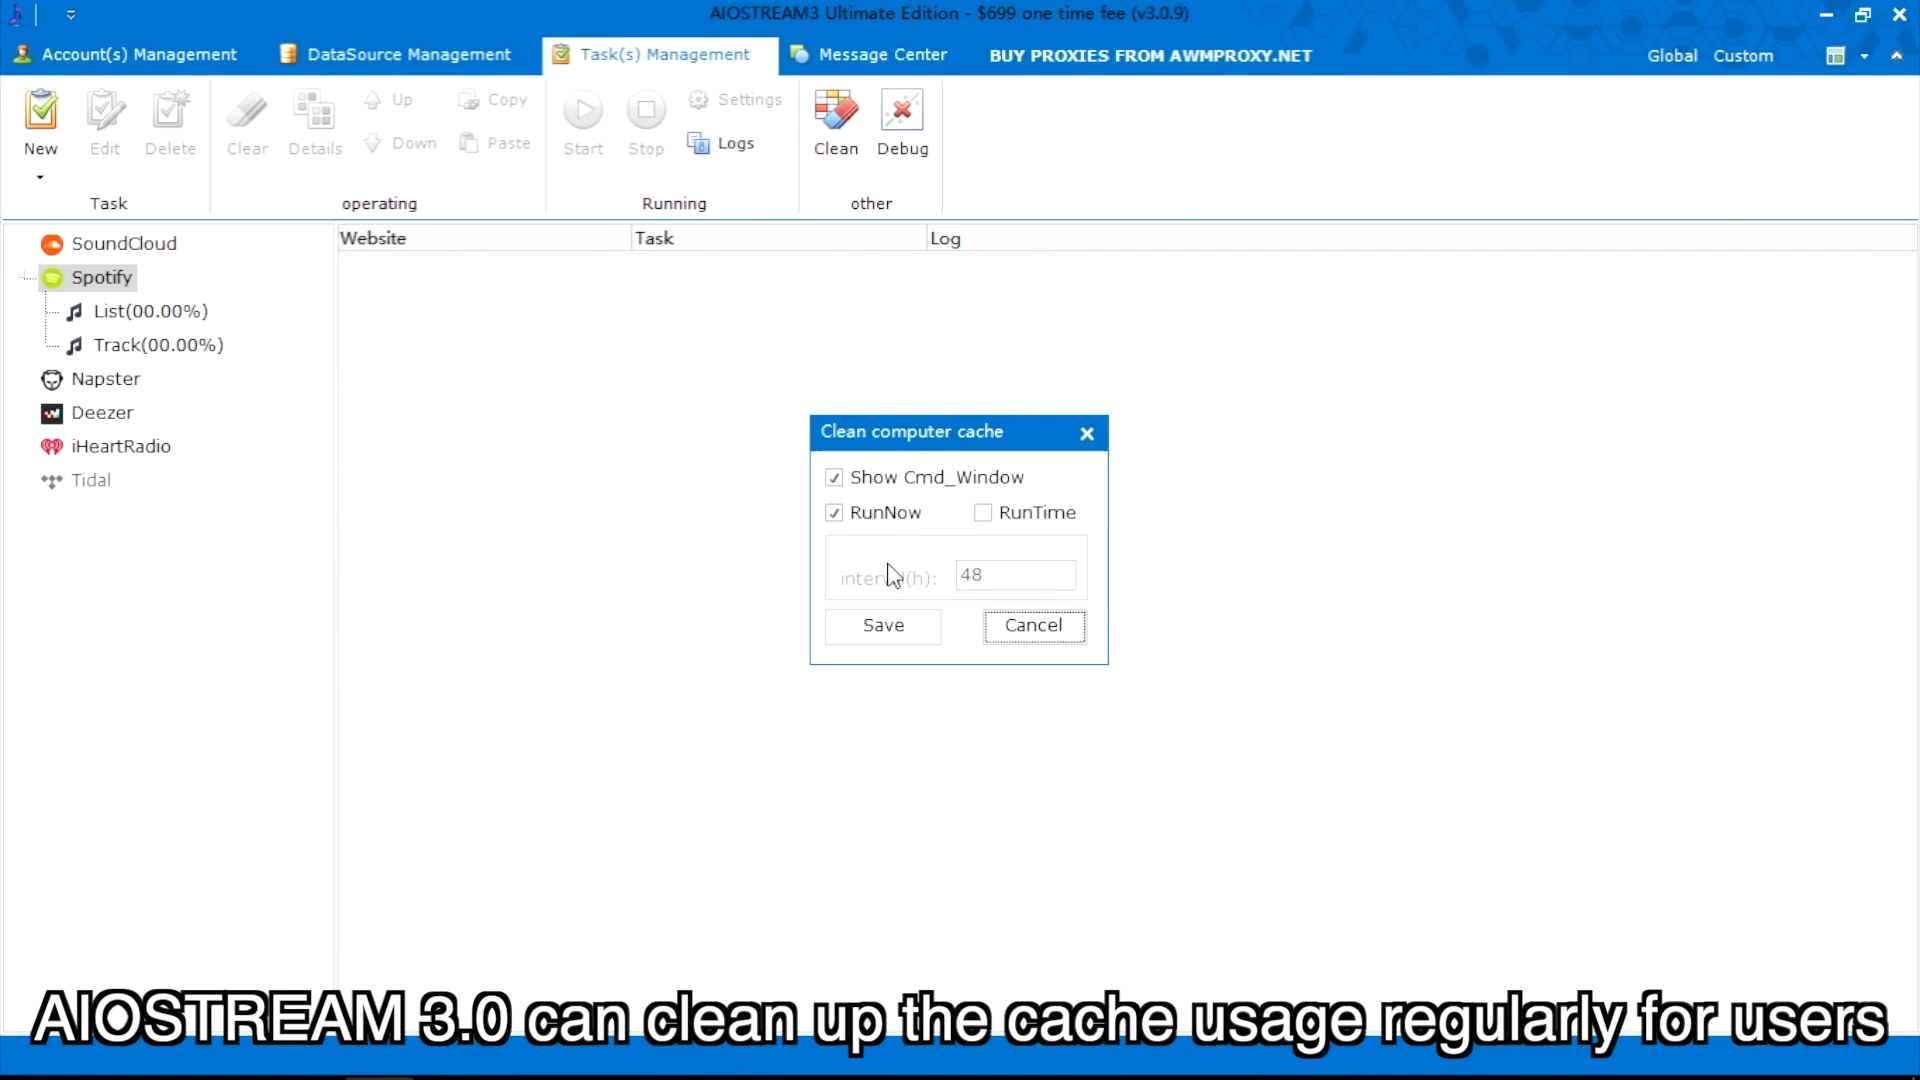 AIOSTREAM3 Ultimate Edition - $699 one time fee (v3.0.9)
Account(s) Management DataSource Management Task(s) Management Message Center BUY PROXIES FROM AWMPROXY.NET Global Custom
Up Copy Settings
New Edit Delete Clear Details Down Paste Start Stop Logs Clean Debug
Task operating Running other
SoundCloud
Spotify
List(00.00%)
Track(00.00%)
Napster
Deezer
iHeartRadio
Tidal
Website Task Log
Clean computer cache
Show Cmd_Window
RunNow RunTime
(h): 48
Save Cancel
AIOSTREAM 3.0 can clean up the cache usage regularly for users